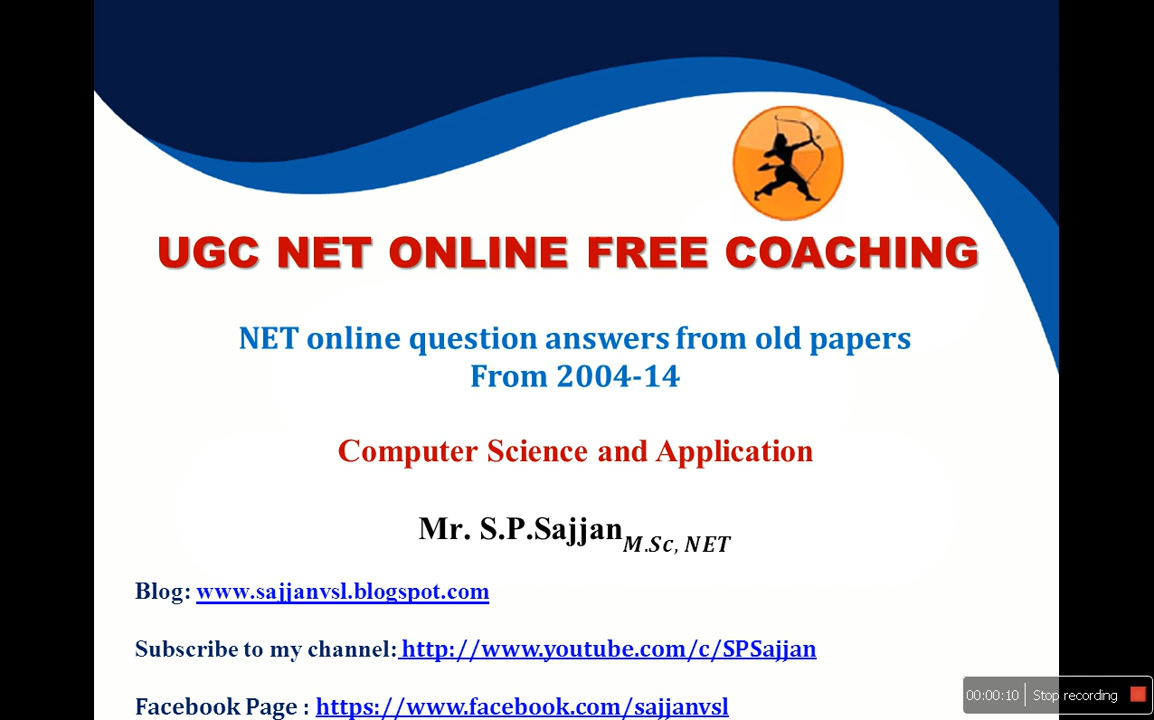 UGC NET ONLINE FREE COACHING
NET online question answers from old papers
From 2004-14
Computer Science and Application
Mr. S.P.Sajjan M.Sc, NET
Blog: www.sajjanvsl.blogspot.com
Subscribe to my channel: http://www.youtube.com/c/SPSajjan
Facebook Page : https://www.facebook.com/sajjanvsl
00:00:10 Stop recording